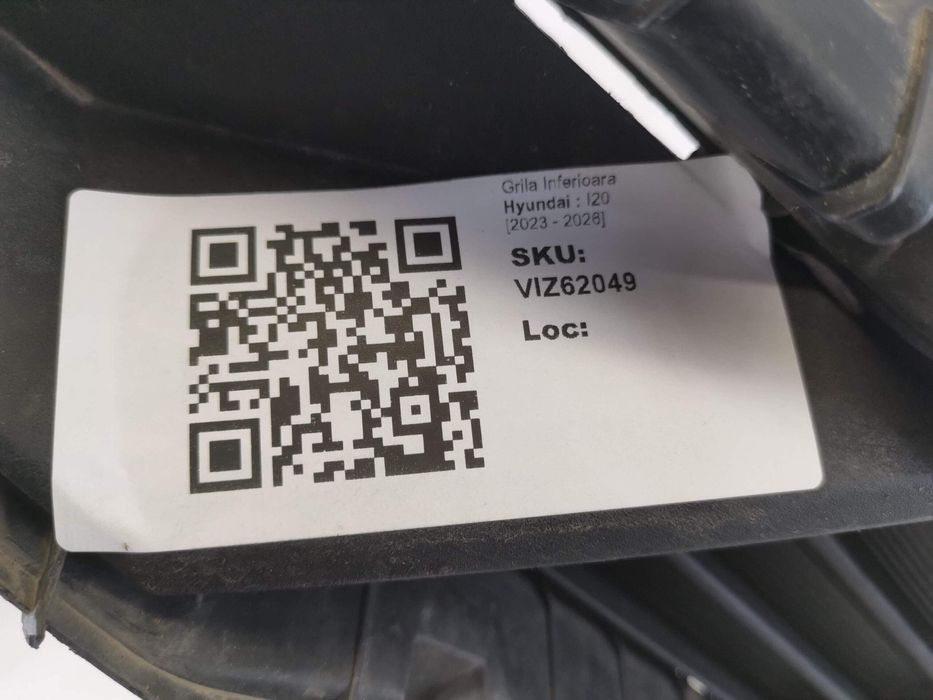 Grila Inferioara
Hyundai : I20
[2023 - 2026]
SKU:
VIZ62049
Loc: